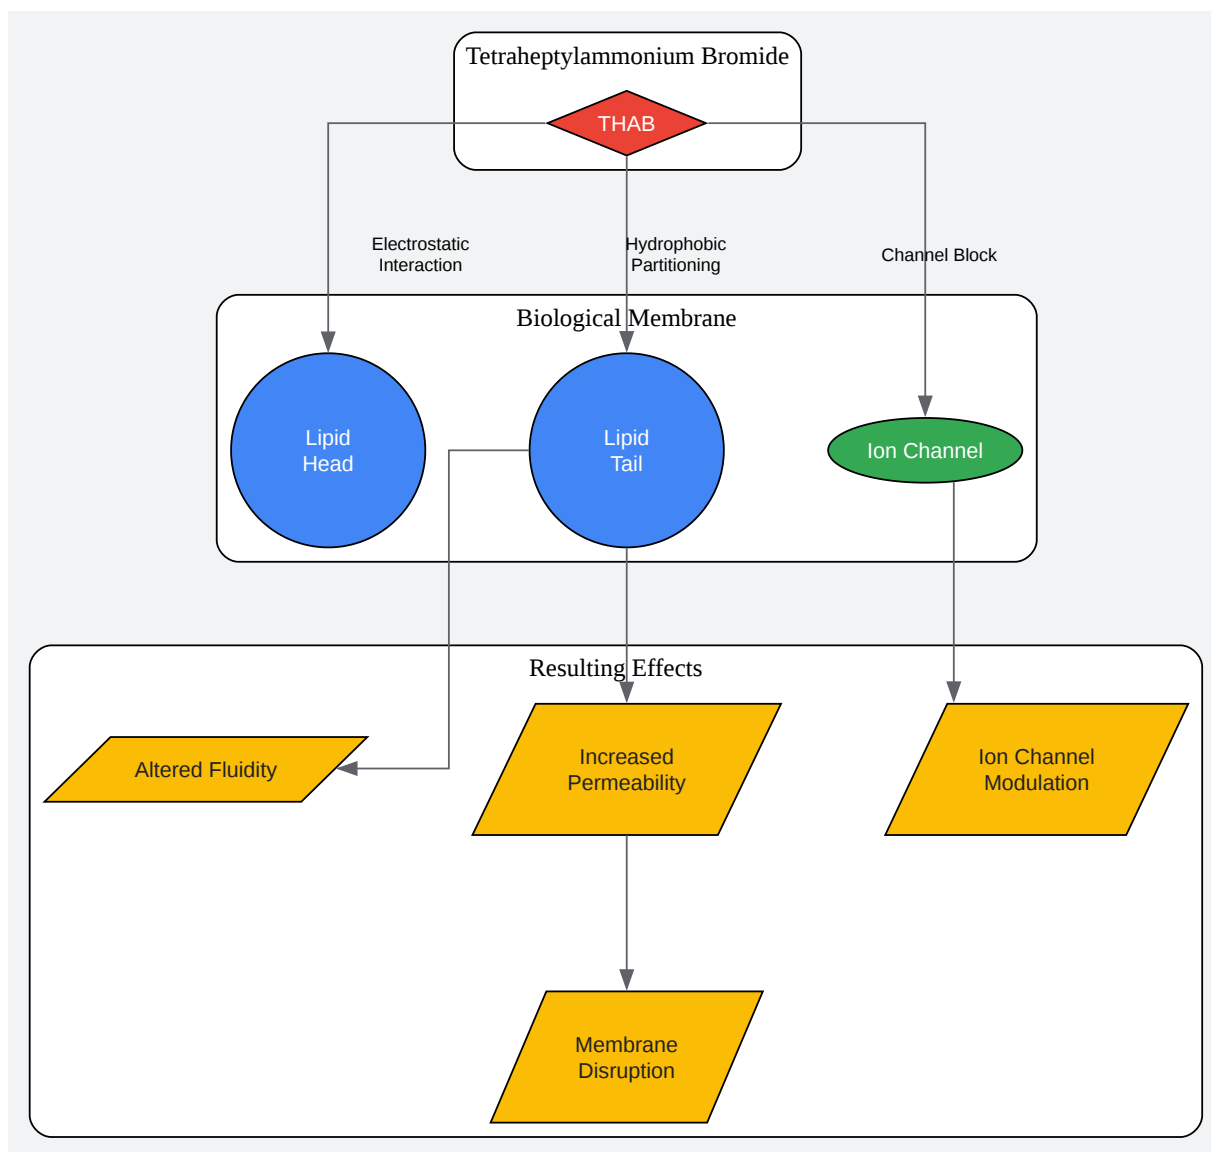 Tetraheptylammonium Bromide
THAB
Electrostatic
Interaction
Hydrophobic
Partitioning
Channel Block
Biological Membrane
Lipid
Head
Lipid
Tail
Ion Channel
Resulting Effects
Altered Fluidity
Increased
Permeability
Ion Channel
Modulation
Membrane
Disruption